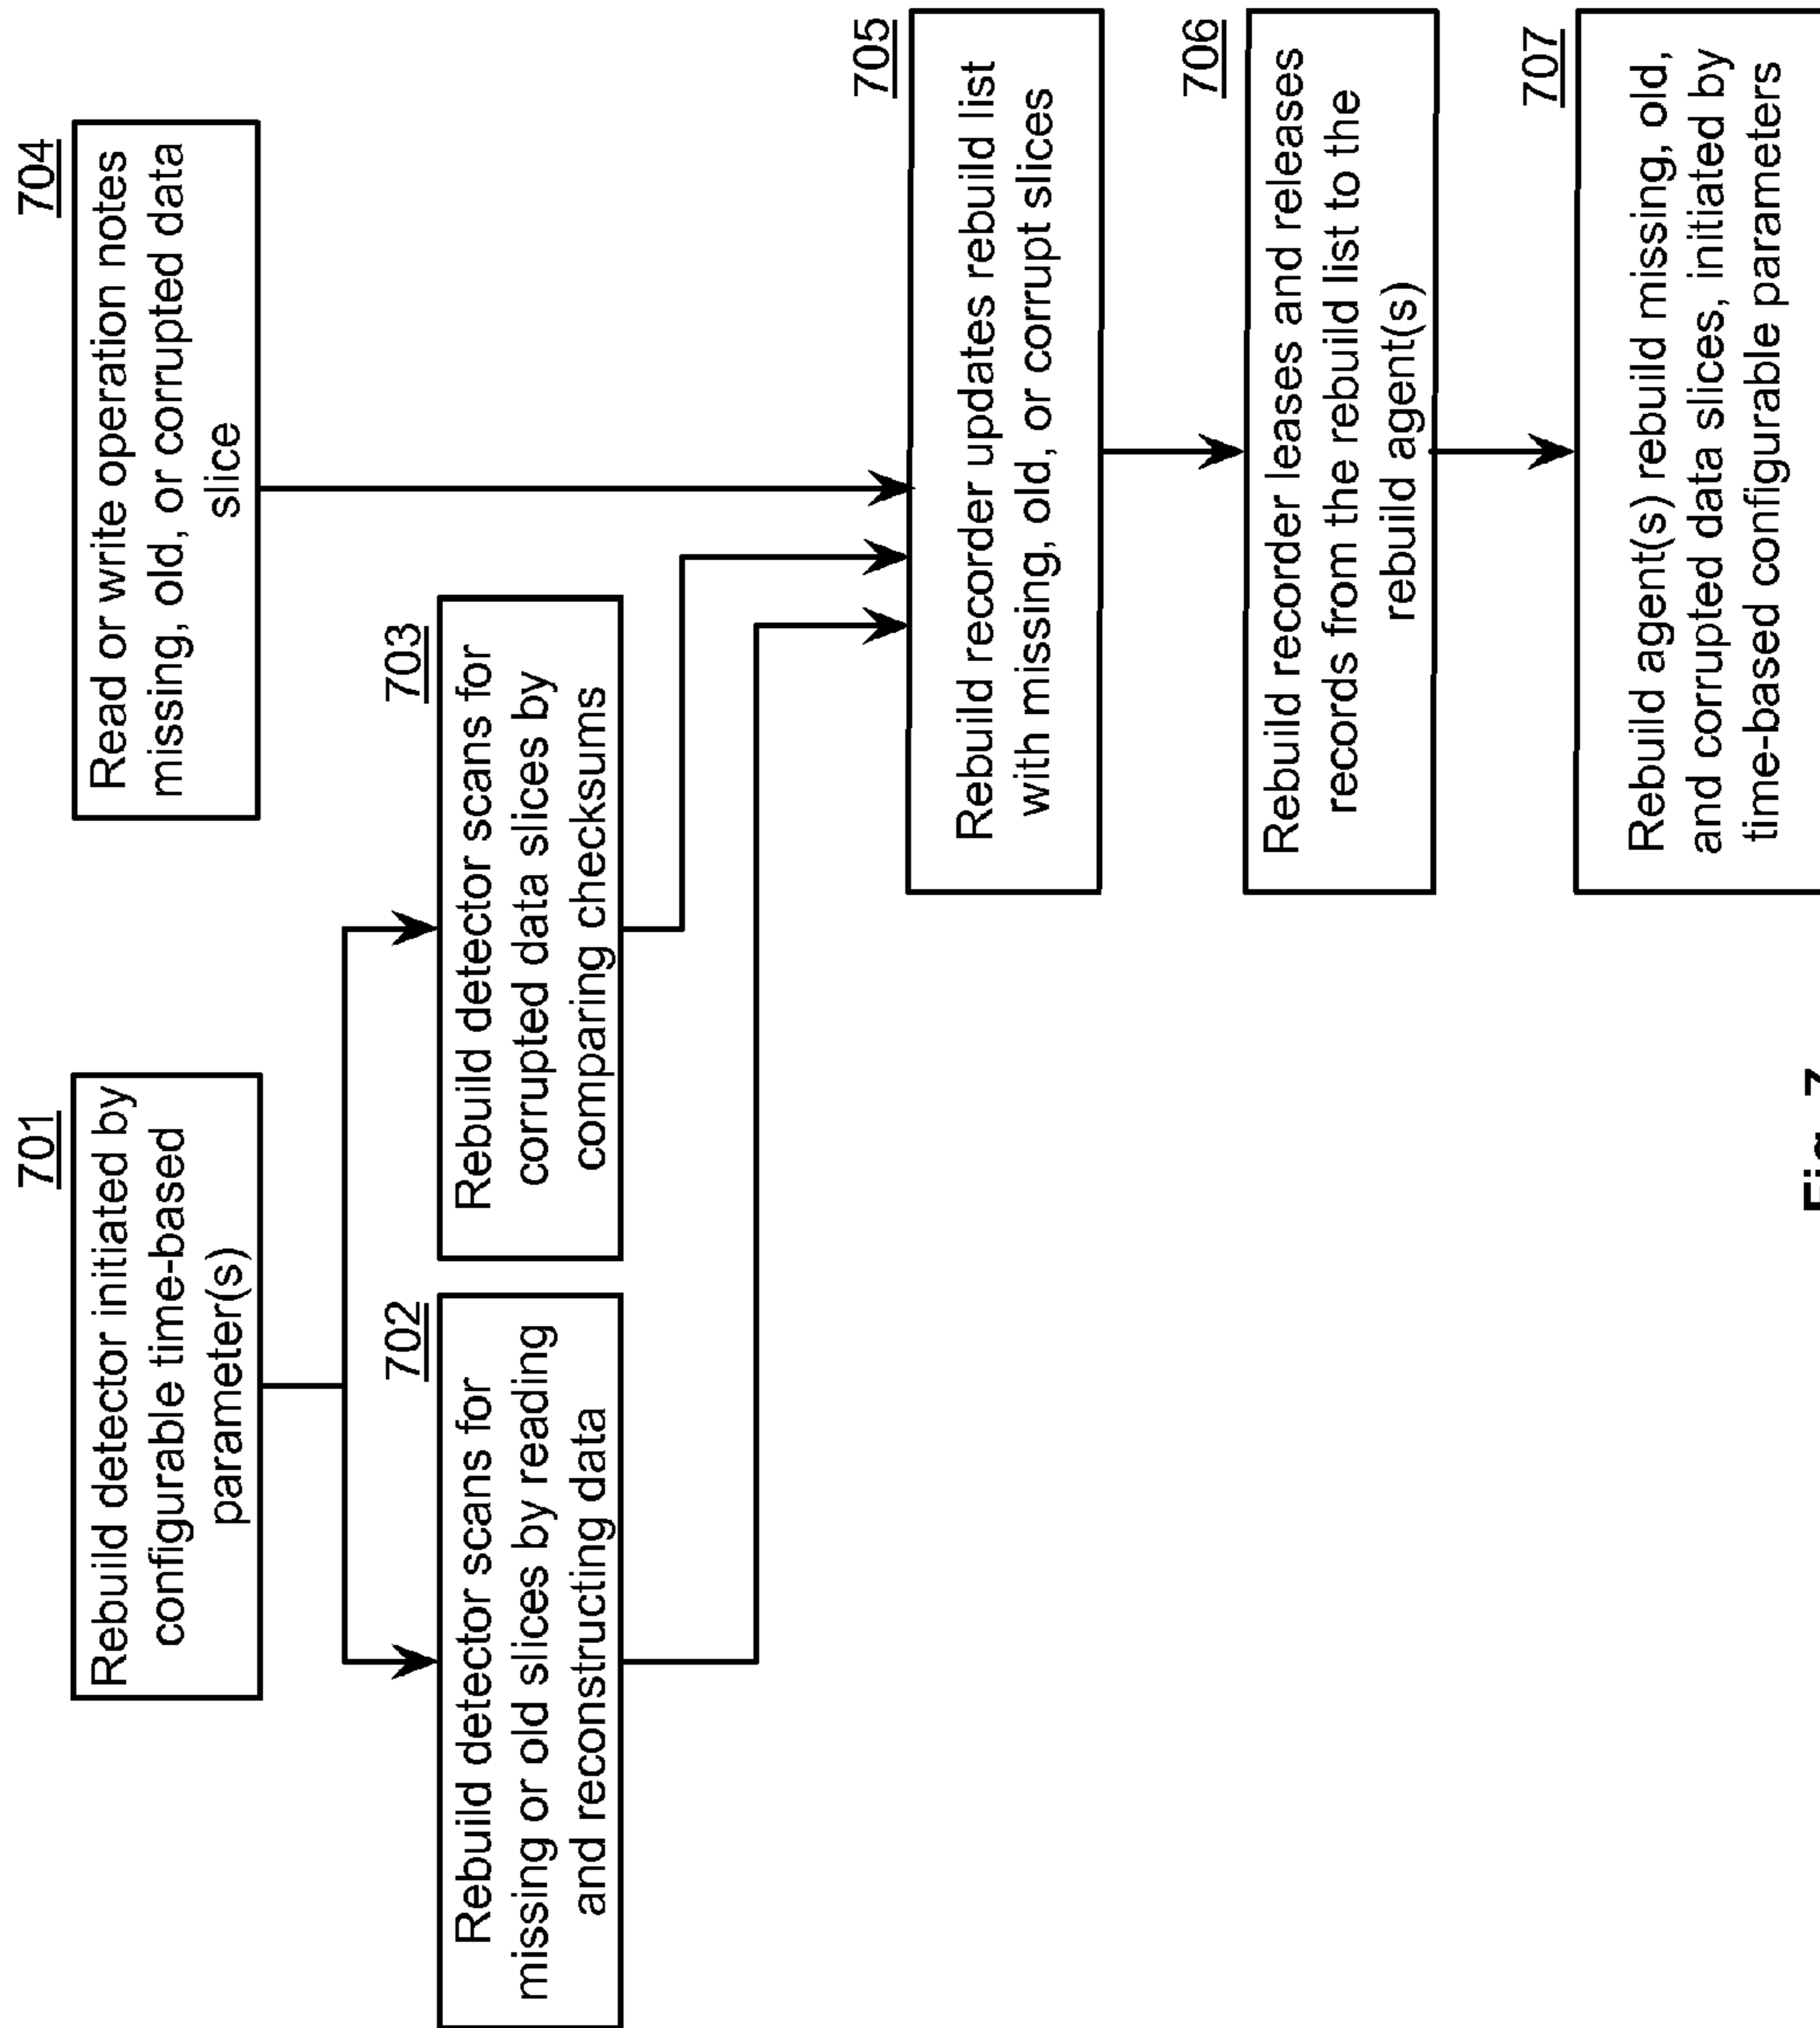 701
Rebuild detector initiated by
configurable time-based
parameter(s)
704
Read or write operation notes
missing, old, or corrupted data
slice
702
Rebuild detector scans for
missing or old slices by reading
and reconstructing data
703
Rebuild detector scans for
corrupted data slices by
comparing checksums
705
Rebuild recorder updates rebuild list
with missing, old, or corrupt slices
706
Rebuild recorder leases and releases
records from the rebuild list to the
rebuild agent(s)
707
Rebuild agent(s) rebuild missing, old,
and corrupted data slices, initiated by
time-based configurable parameters
Fig. 7